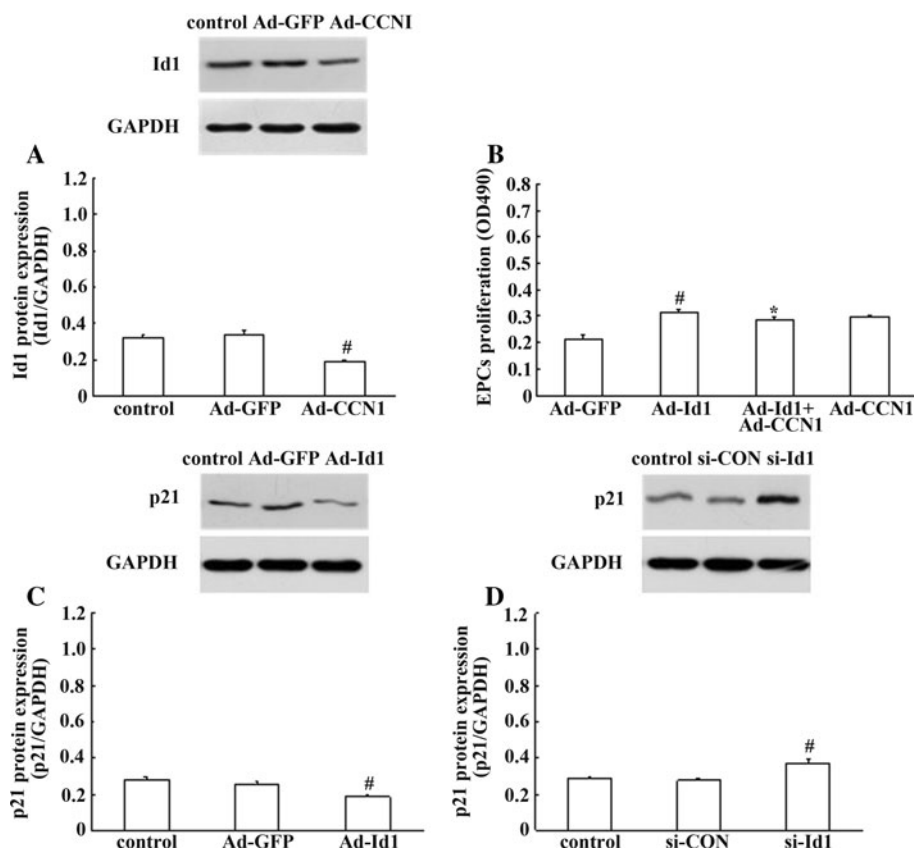 control Ad-GFP Ad-CCNI
Id1
GAPDH
A
1.2
1.0
0.8
0.6
0.4
0.2
0
Id1 protein expression
(Id1/GAPDH)
#
control Ad-GFP Ad-CCN1
B
0.8
0.7
0.6
0.5
0.4
0.3
0.2
0.1
0
EPCs proliferation (OD490)
#
*
Ad-GFP Ad-Id1 Ad-Id1+ Ad-CCN1
Ad-CCN1
control Ad-GFP Ad-Id1
p21
GAPDH
C
1.2
1.0
0.8
0.6
0.4
0.2
0
p21 protein expression
(p21/GAPDH)
#
control Ad-GFP Ad-Id1
control si-CON si-Id1
p21
GAPDH
D
1.2
1.0
0.8
0.6
0.4
0.2
0
p21 protein expression
(p21/GAPDH)
#
control si-CON si-Id1